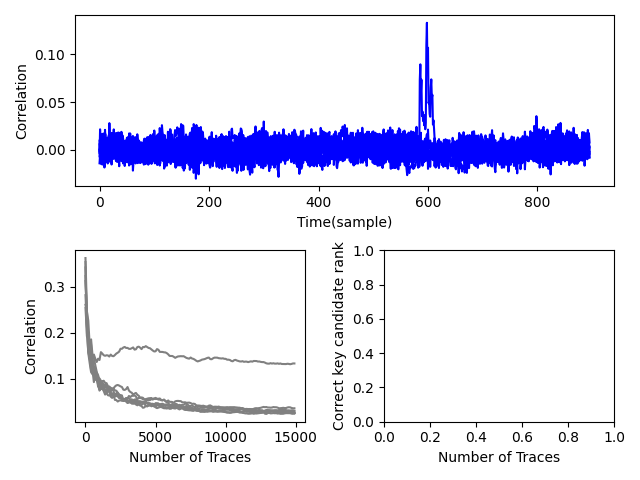 0.10
0.05
0.00
Correlation
0 200 400 600 800
Time(sample)
0.3
0.2
0.1
Correlation
0 5000 10000 15000
Number of Traces
1.0
0.8
0.6
0.4
0.2
0.0
Correct key candidate rank
0.0 0.2 0.4 0.6 0.8 1.0
Number of Traces